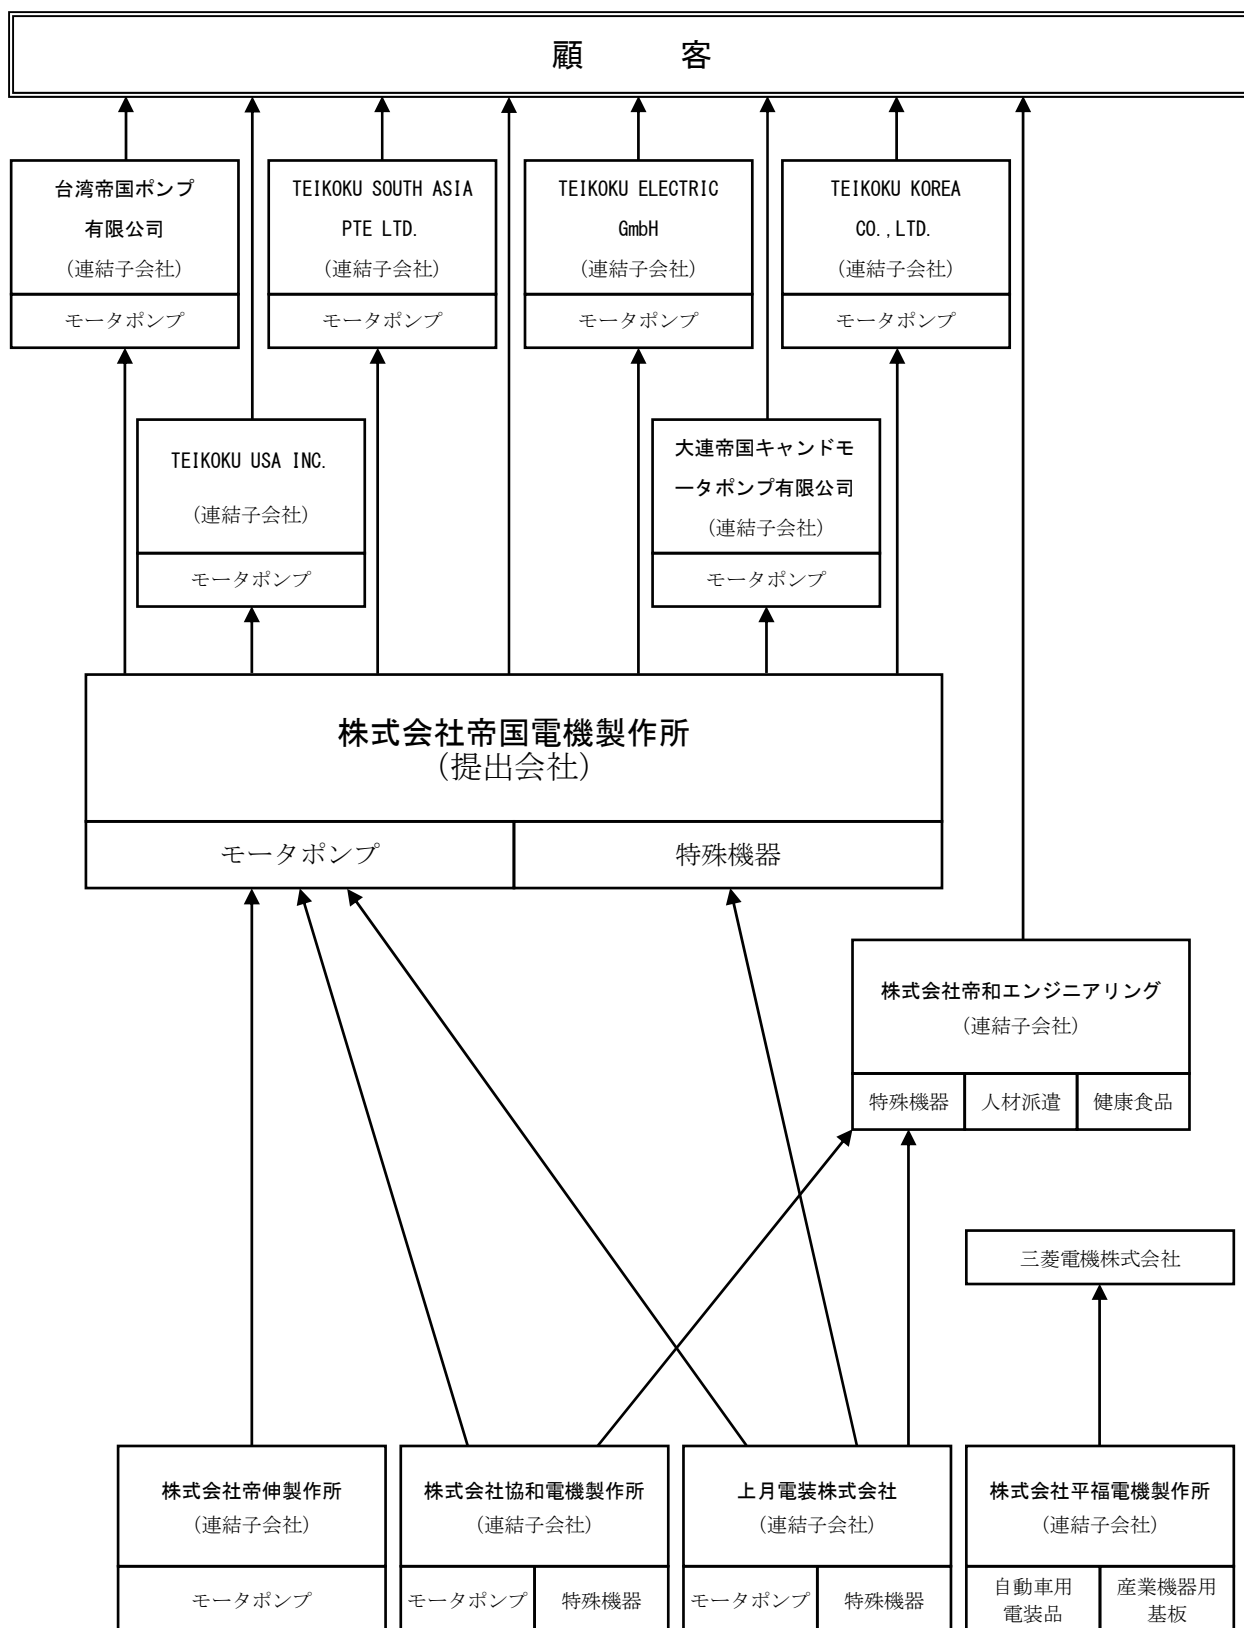 顧　　　客
台湾帝国ポンプ
有限公司
（連結子会社）
モータポンプ
TEIKOKU SOUTH ASIA
PTE LTD.
（連結子会社）
モータポンプ
TEIKOKU ELECTRIC
GmbH
（連結子会社）
モータポンプ
TEIKOKU KOREA
CO.,LTD.
（連結子会社）
モータポンプ
TEIKOKU USA INC.
（連結子会社）
モータポンプ
大連帝国キャンドモ
ータポンプ有限公司
（連結子会社）
モータポンプ
株式会社帝国電機製作所
（提出会社）
モータポンプ
特殊機器
株式会社帝和エンジニアリング
（連結子会社）
特殊機器
人材派遣
健康食品
三菱電機株式会社
株式会社帝伸製作所
（連結子会社）
モータポンプ
株式会社協和電機製作所
（連結子会社）
モータポンプ
特殊機器
上月電装株式会社
（連結子会社）
モータポンプ
特殊機器
株式会社平福電機製作所
（連結子会社）
自動車用
電装品
産業機器用
基板